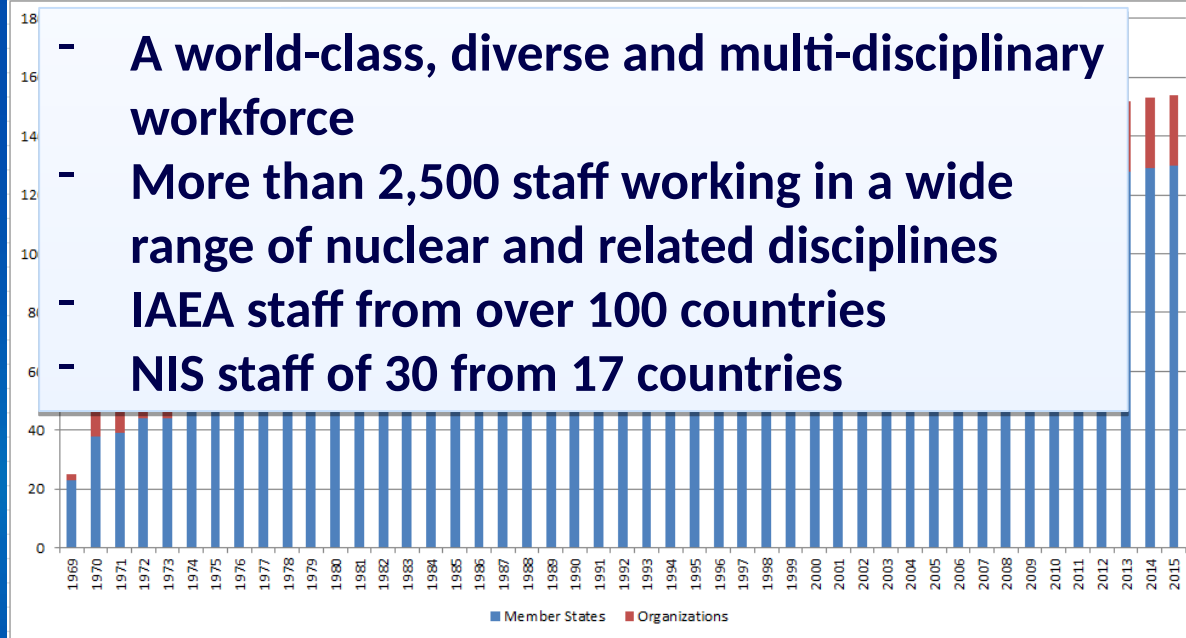 - A world-class, diverse and multi-disciplinary
workforce
- More than 2,500 staff working in a wide
range of nuclear and related disciplines
- IAEA staff from over 100 countries
- NIS staff of 30 from 17 countries
40
20
0
1969 1970 1971 1972 1973 1974 1975 1976 1977 1978 1979 1980 1981 1982 1983 1984 1985 1986 1987 1988 1989 1990 1991 1992 1993 1994 1995 1996 1997 1998 1999 2000 2001 2002 2003 2004 2005 2006 2007 2008 2009 2010 2011 2012 2013 2014 2015
Member States Organizations